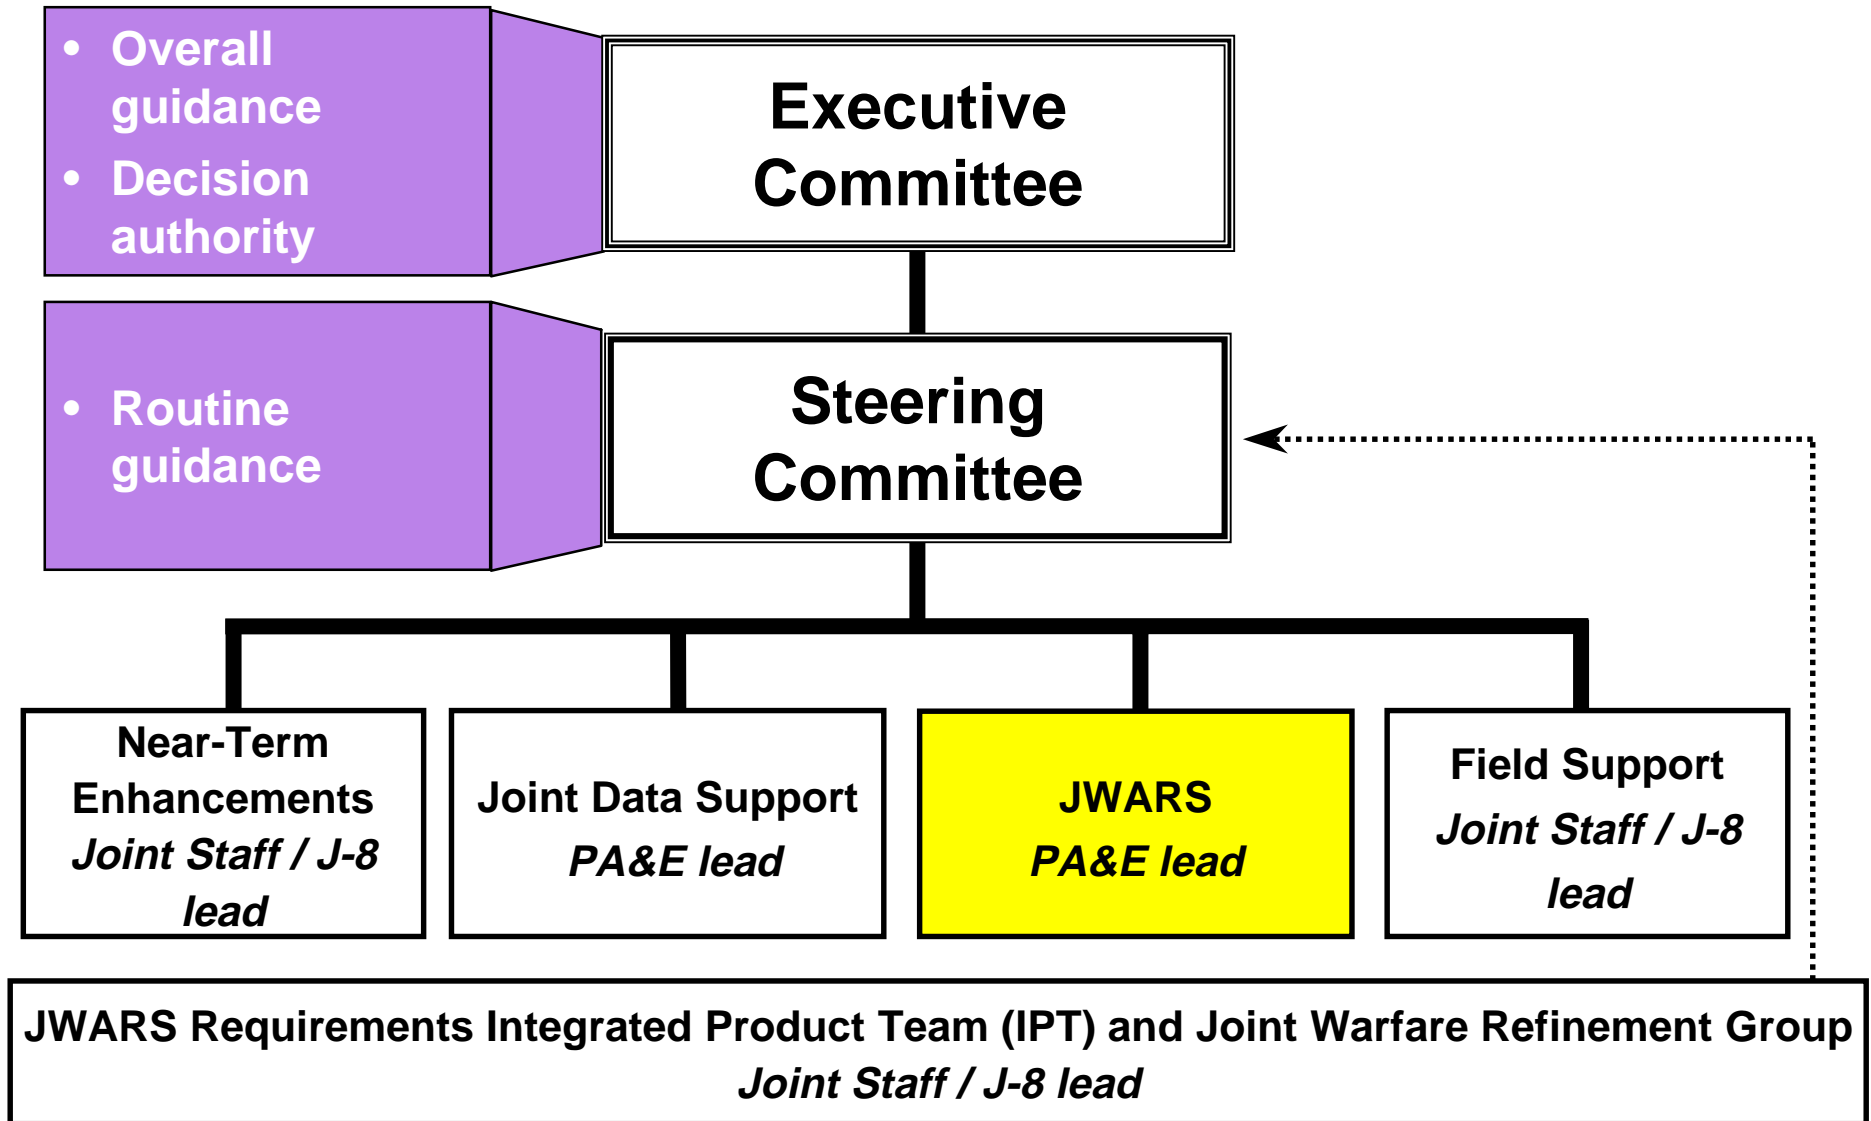 • Overall
guidance
• Decision
authority
Executive
Committee
• Routine
guidance
Steering
Committee
Near-Term
Enhancements
Joint Staff / J-8
lead
Joint Data Support
PA&E lead
JWARS
PA&E lead
Field Support
Joint Staff / J-8
lead
JWARS Requirements Integrated Product Team (IPT) and Joint Warfare Refinement Group
Joint Staff / J-8 lead